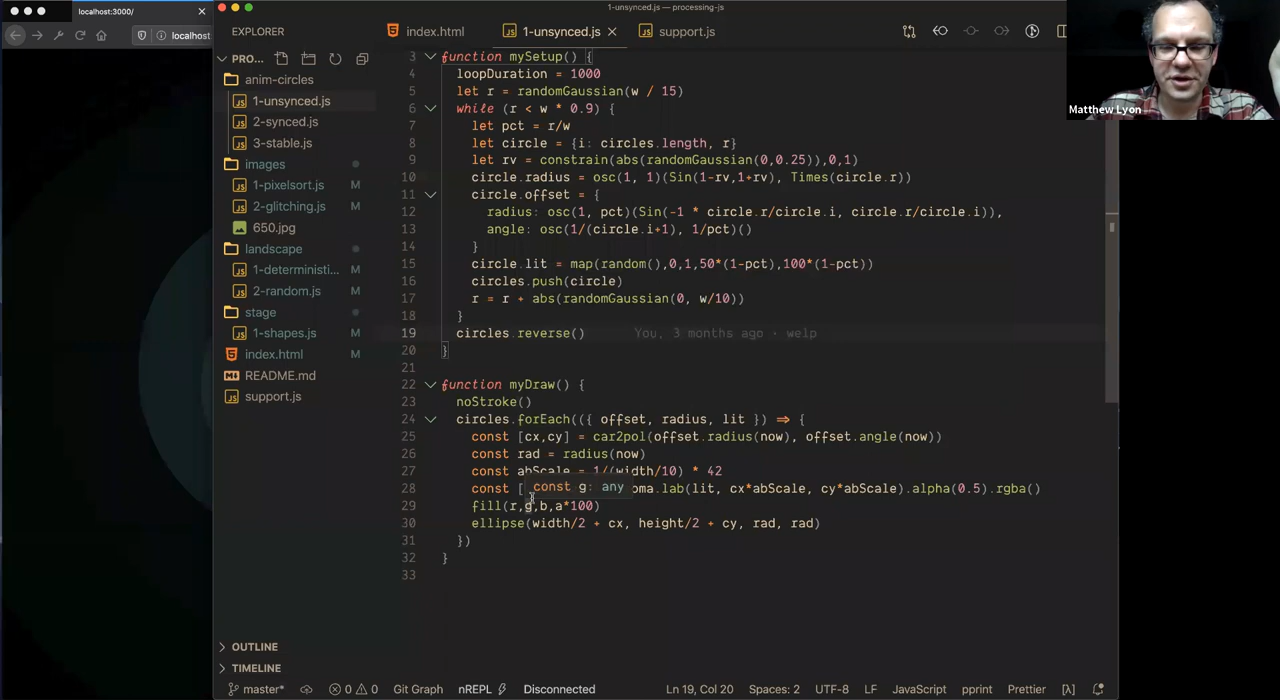 localhost:3000/
localhost
1-unsynced.js — processing-js
EXPLORER
index.html
1-unsynced.js
support.js
PRO...
anim-circles
1-unsynced.js
2-synced.js
3-stable.js
images
1-pixelsort.js M
2-glitching.js M
650.jpg
landscape
1-deterministi... M
2-random.js M
stage
1-shapes.js M
index.html M
README.md
support.js
OUTLINE
TIMELINE
3 function mySetup() {
4 loopDuration = 1000
5 let r = randomGaussian(w / 15)
6 while (r < w * 0.9) {
7 let pct = r/w
8 let circle = {i: circles.length, r}
9 let rv = constrain(abs(randomGaussian(0,0.25)),0,1)
10 circle.radius = osc(1, 1)(Sin(1-rv,1+rv), Times(circle.r))
11 circle.offset = {
12 radius: osc(1, pct)(Sin(-1 * circle.r/circle.i, circle.r/circle.i)),
13 angle: osc(1/(circle.i+1), 1/pct)()
14 }
15 circle.lit = map(random(),0,1,50*(1-pct),100*(1-pct))
16 circles.push(circle)
17 r = r + abs(randomGaussian(0, w/10))
18 }
19 circles.reverse() You, 3 months ago • welp
20 }
21
22 function myDraw() {
23 noStroke()
24 circles.forEach(({ offset, radius, lit }) => {
25 const [cx,cy] = car2pol(offset.radius(now), offset.angle(now))
26 const rad = radius(now)
27 const abScale = 1/(width/10) * 42
const g: any
28 const [ oma.lab(lit, cx*abScale, cy*abScale).alpha(0.5).rgba()
29 fill(r,g,b,a*100)
30 ellipse(width/2 + cx, height/2 + cy, rad, rad)
31 })
32 }
33
Matthew Lyon
master* 0 0 Git Graph nREPL Disconnected Ln 19, Col 20 Spaces: 2 UTF-8 LF JavaScript pprint Prettier [λ]